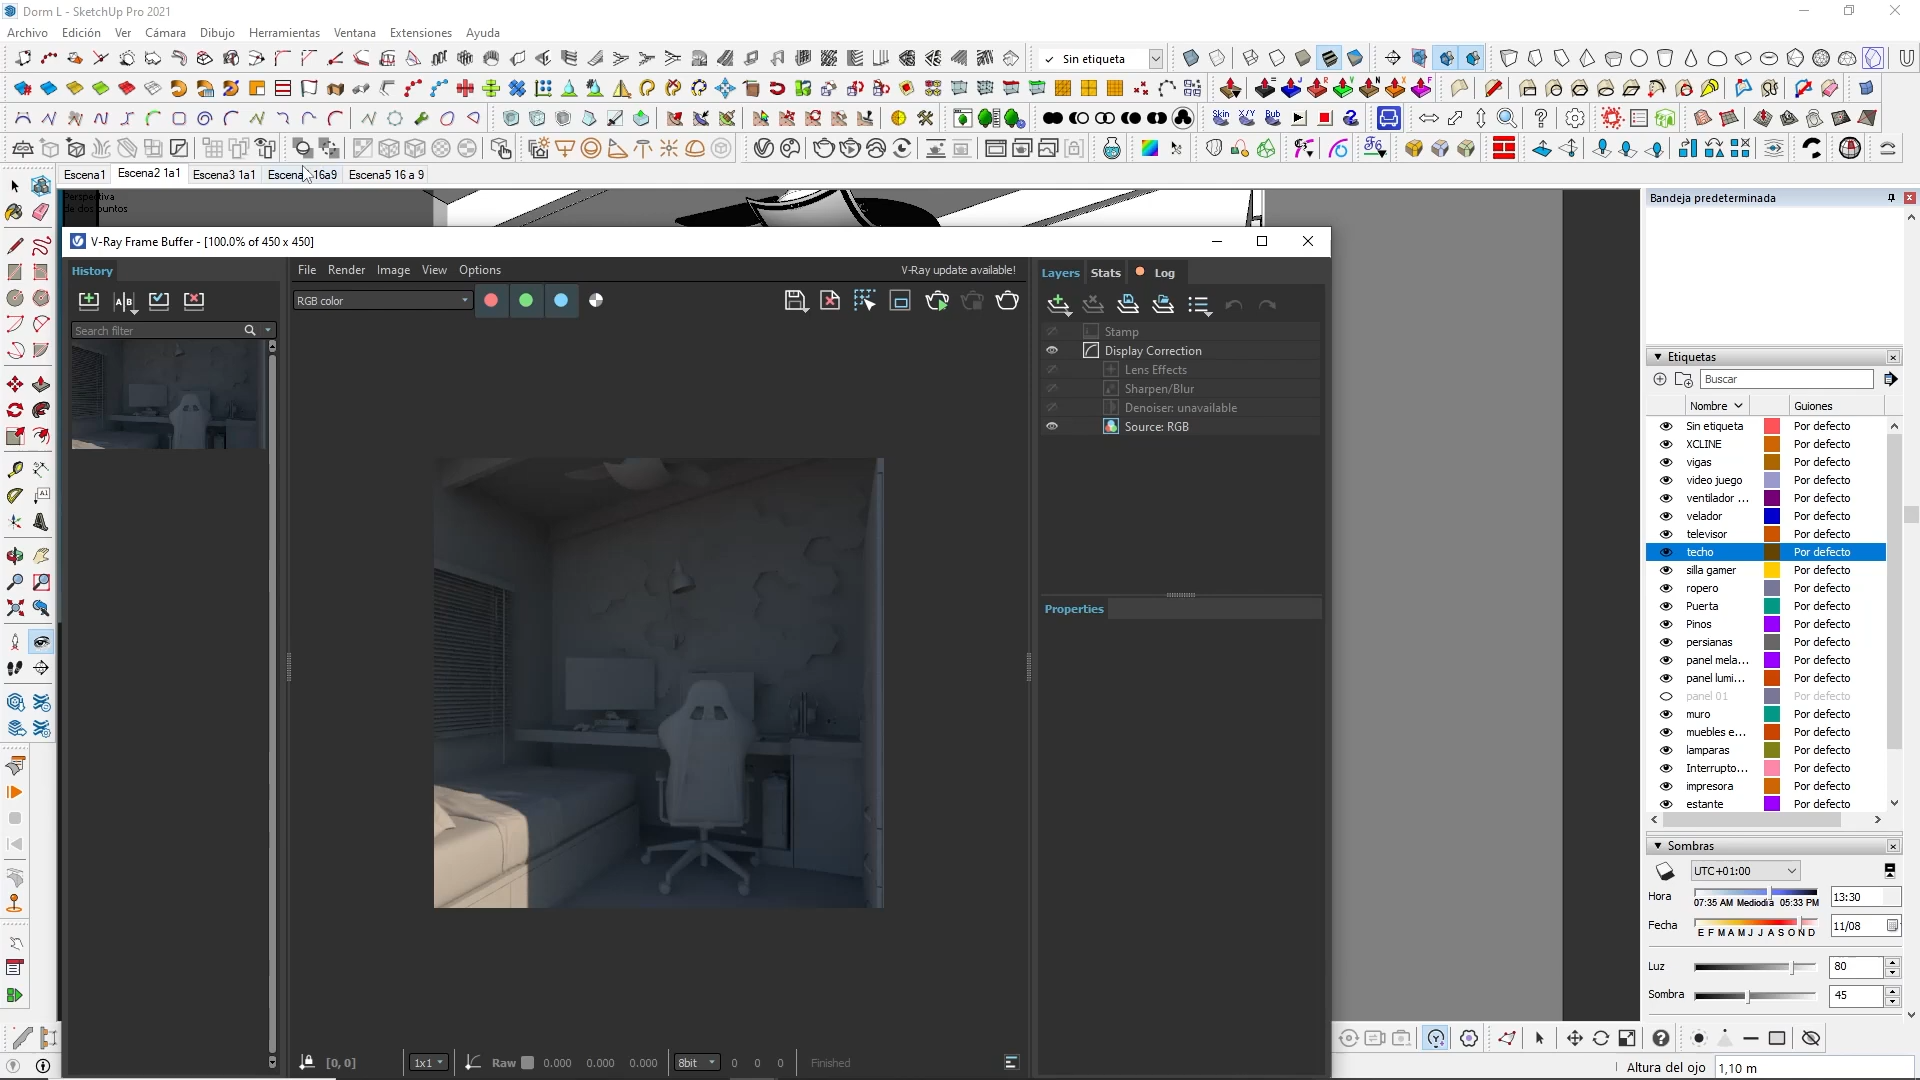 Dorm L - SketchUp Pro 2021
Archivo Edición Ver Cámara Dibujo Herramientas Ventana Extensiones Ayuda
Sin etiqueta
Skin X/Y Bub
Escena1 Escena2 1a1 Escena3 1a1 Escena 16a9 Escena5 16 a 9
Perspectiva
de dos puntos
Bandeja predeterminada
V-Ray Frame Buffer - [100.0% of 450 x 450]
History
File Render Image View Options
V-Ray update available!
Layers Stats Log
RGB color
Search filter
Stamp
Display Correction
Lens Effects
Sharpen/Blur
Denoiser: unavailable
Source: RGB
Properties
Etiquetas
Buscar
Nombre Guiones
Sin etiqueta Por defecto
XCLINE Por defecto
vigas Por defecto
video juego Por defecto
ventilador ... Por defecto
velador Por defecto
televisor Por defecto
techo Por defecto
silla gamer Por defecto
ropero Por defecto
Puerta Por defecto
Pinos Por defecto
persianas Por defecto
panel mela... Por defecto
panel lumi... Por defecto
panel 01 Por defecto
muro Por defecto
muebles e... Por defecto
lamparas Por defecto
Interrupto... Por defecto
impresora Por defecto
estante Por defecto
Sombras
UTC+01:00
Hora 07:35 AM Mediodía 05:33 PM 13:30
Fecha E F M A M J J A S O N D 11/08
Luz 80
Sombra 45
[0, 0] 1x1 Raw 0.000 0.000 0.000 8bit 0 0 0 Finished
Altura del ojo 1,10 m